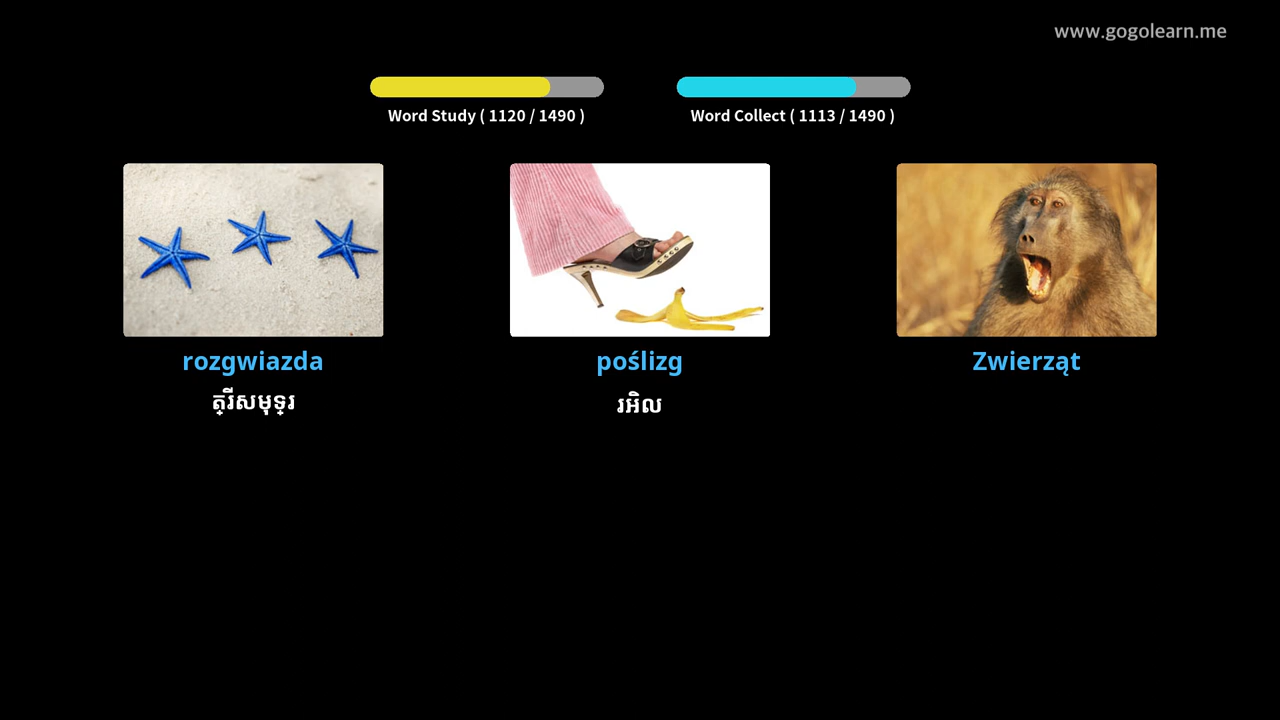 www.gogolearn.me
Word Study ( 1120 / 1490 )
Word Collect ( 1113 / 1490 )
rozgwiazda
poślizg
Zwierząt
ត្រីសមុទ្រ
រអិល